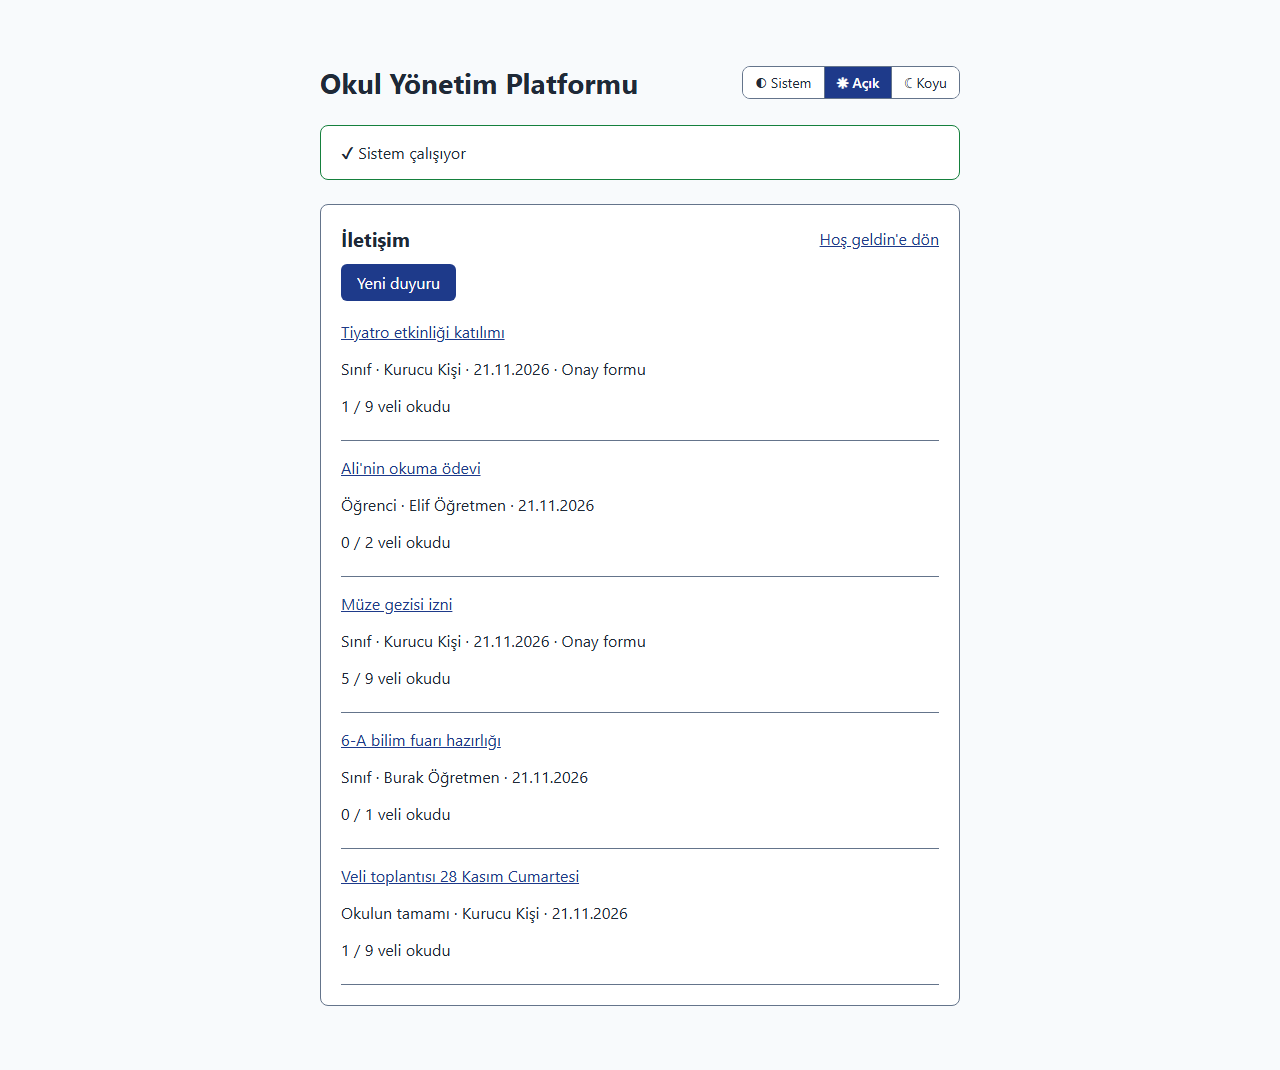 Okul Yönetim Platformu
◐ Sistem
❋ Açık
☾ Koyu
✓ Sistem çalışıyor
İletişim
Hoş geldin'e dön
Yeni duyuru
Tiyatro etkinliği katılımı
Sınıf · Kurucu Kişi · 21.11.2026 · Onay formu
1 / 9 veli okudu
Ali'nin okuma ödevi
Öğrenci · Elif Öğretmen · 21.11.2026
0 / 2 veli okudu
Müze gezisi izni
Sınıf · Kurucu Kişi · 21.11.2026 · Onay formu
5 / 9 veli okudu
6-A bilim fuarı hazırlığı
Sınıf · Burak Öğretmen · 21.11.2026
0 / 1 veli okudu
Veli toplantısı 28 Kasım Cumartesi
Okulun tamamı · Kurucu Kişi · 21.11.2026
1 / 9 veli okudu